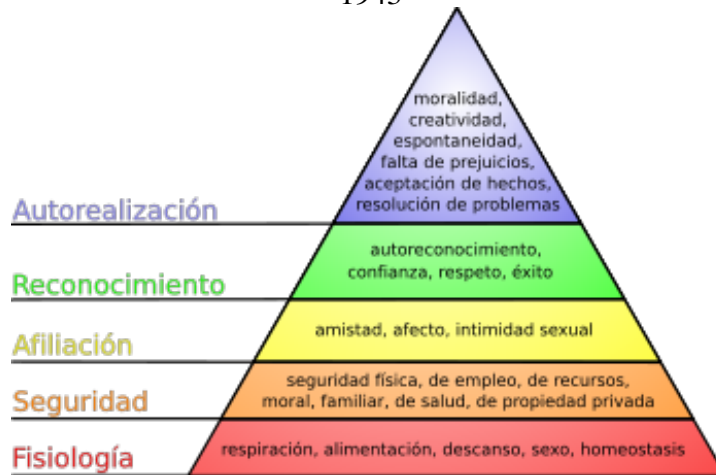 1943
moralidad,
creatividad,
espontaneidad,
falta de prejuicios,
aceptación de hechos,
resolución de problemas
Autorealización
autoreconocimiento,
confianza, respeto, éxito
Reconocimiento
amistad, afecto, intimidad sexual
Afiliación
seguridad física, de empleo, de recursos,
moral, familiar, de salud, de propiedad privada
Seguridad
respiración, alimentación, descanso, sexo, homeostasis
Fisiología